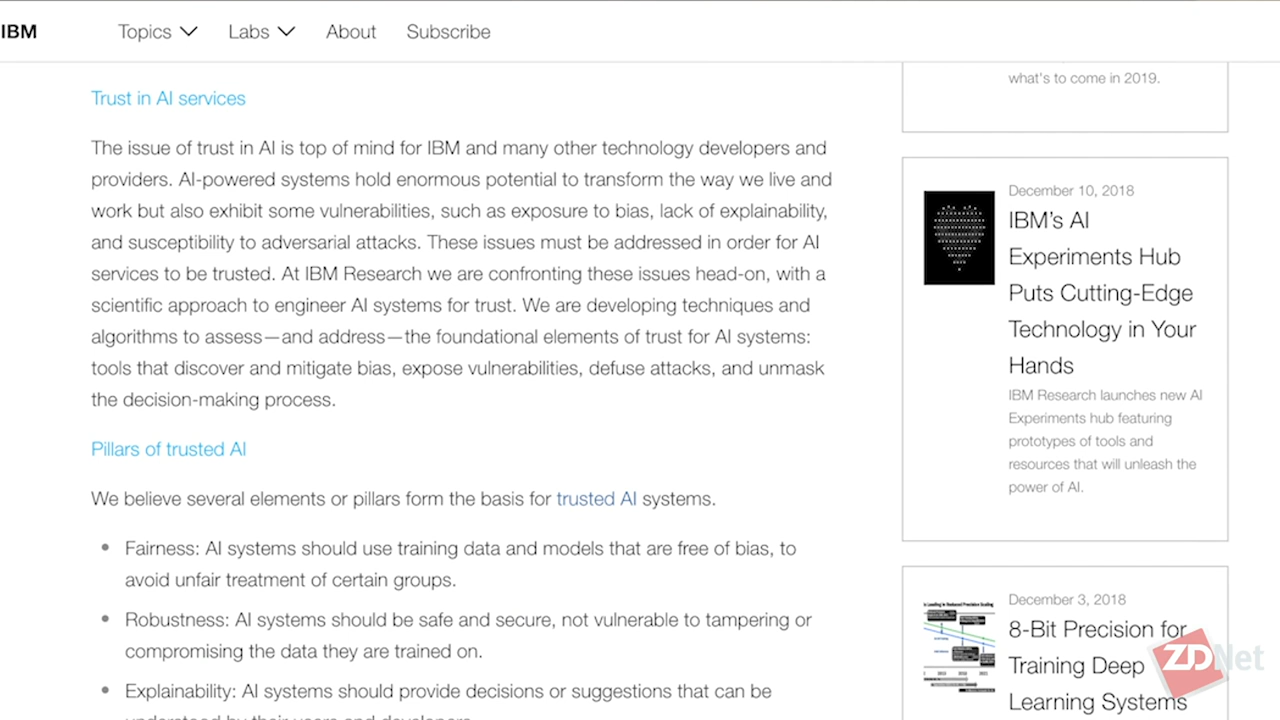 IBM
Topics
Labs
About
Subscribe
Trust in AI services
The issue of trust in AI is top of mind for IBM and many other technology developers and
providers. AI-powered systems hold enormous potential to transform the way we live and
work but also exhibit some vulnerabilities, such as exposure to bias, lack of explainability,
and susceptibility to adversarial attacks. These issues must be addressed in order for AI
services to be trusted. At IBM Research we are confronting these issues head-on, with a
scientific approach to engineer AI systems for trust. We are developing techniques and
algorithms to assess—and address—the foundational elements of trust for AI systems:
tools that discover and mitigate bias, expose vulnerabilities, defuse attacks, and unmask
the decision-making process.
Pillars of trusted AI
We believe several elements or pillars form the basis for trusted AI systems.
• Fairness: AI systems should use training data and models that are free of bias, to
avoid unfair treatment of certain groups.
• Robustness: AI systems should be safe and secure, not vulnerable to tampering or
compromising the data they are trained on.
• Explainability: AI systems should provide decisions or suggestions that can be
understood by their users and developers.
what's to come in 2019.
December 10, 2018
IBM's AI
Experiments Hub
Puts Cutting-Edge
Technology in Your
Hands
IBM Research launches new AI
Experiments hub featuring
prototypes of tools and
resources that will unleash the
power of AI.
December 3, 2018
8-Bit Precision for
Training Deep
Learning Systems
ZDNet